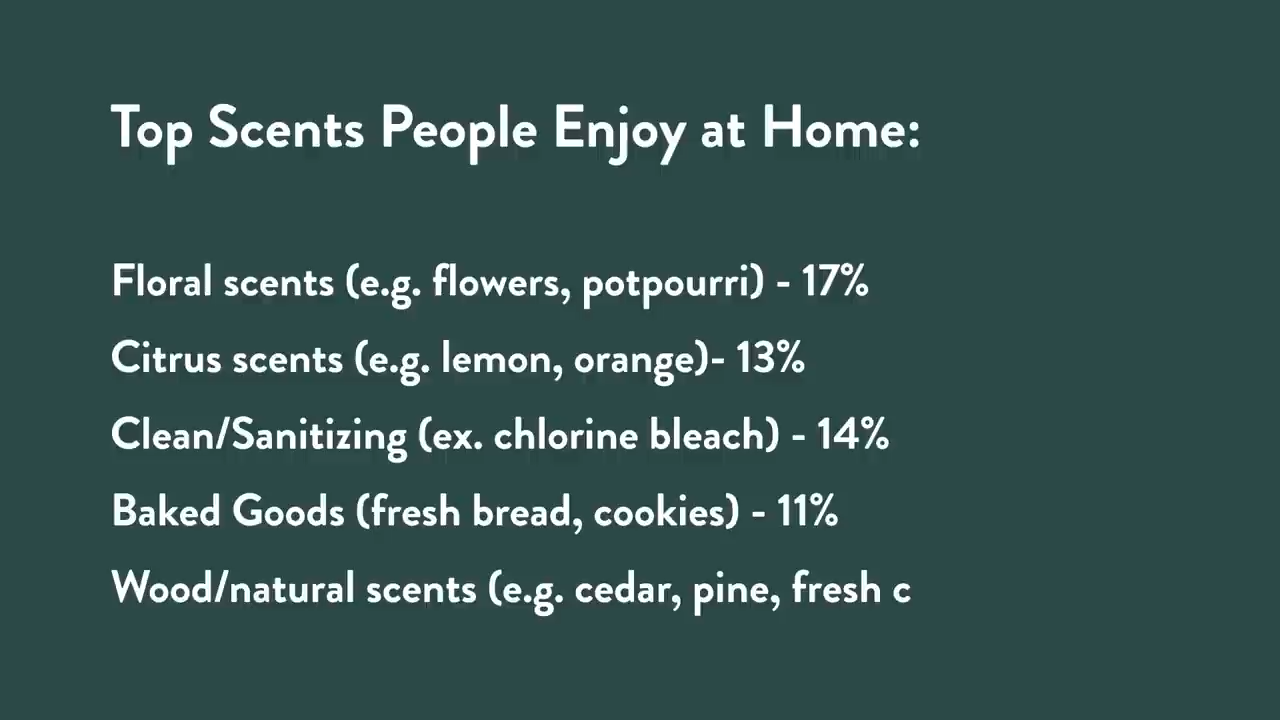 Top Scents People Enjoy at Home:
Floral scents (e.g. flowers, potpourri) - 17%
Citrus scents (e.g. lemon, orange)- 13%
Clean/Sanitizing (ex. chlorine bleach) - 14%
Baked Goods (fresh bread, cookies) - 11%
Wood/natural scents (e.g. cedar, pine, fresh c